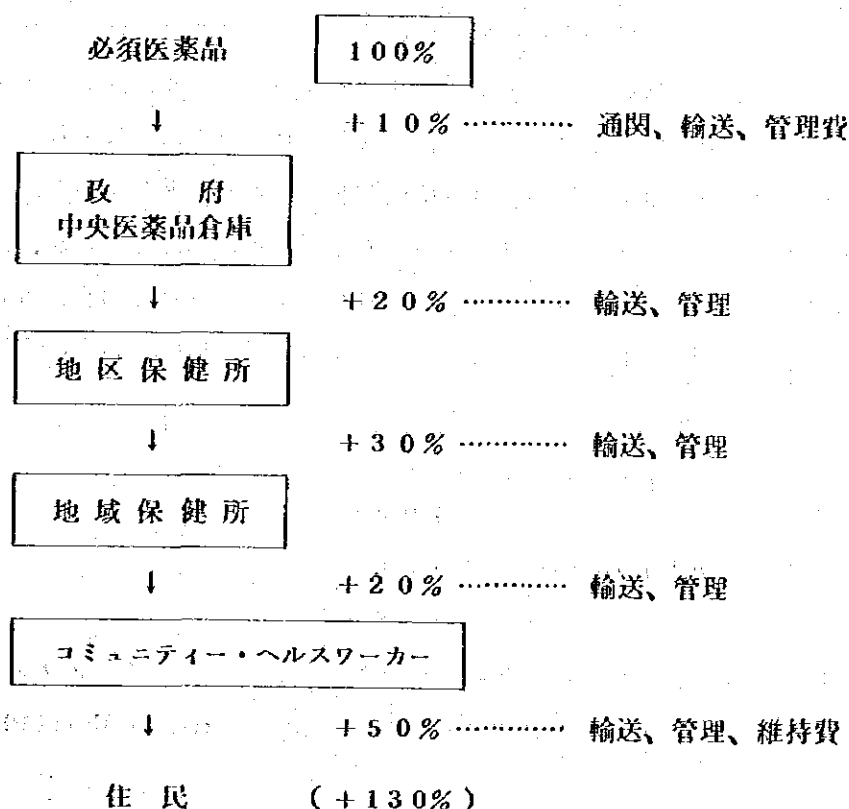 必須医薬品 100%
↓ +10% ………… 通関、輸送、管理費
政府
中央医薬品倉庫
↓ +20% ………… 輸送、管理
地区保健所
↓ +30% ………… 輸送、管理
地域保健所
↓ +20% ………… 輸送、管理
コミュニティー・ヘルスワーカー
↓ +50% ………… 輸送、管理、維持費
住民 (+130%)